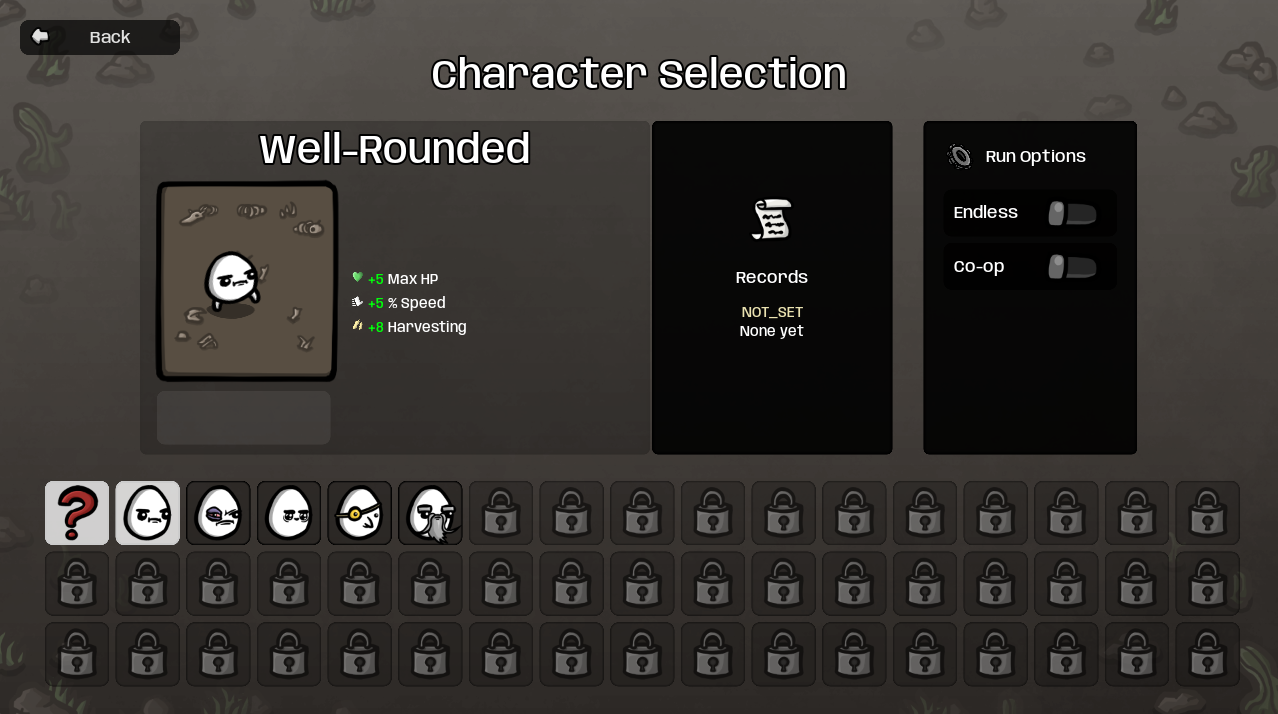 Back
Character Selection
Well-Rounded
+5 Max HP
+5 % Speed
+8 Harvesting
Records
NOT_SET
None yet
Run Options
Endless
Co-op
?